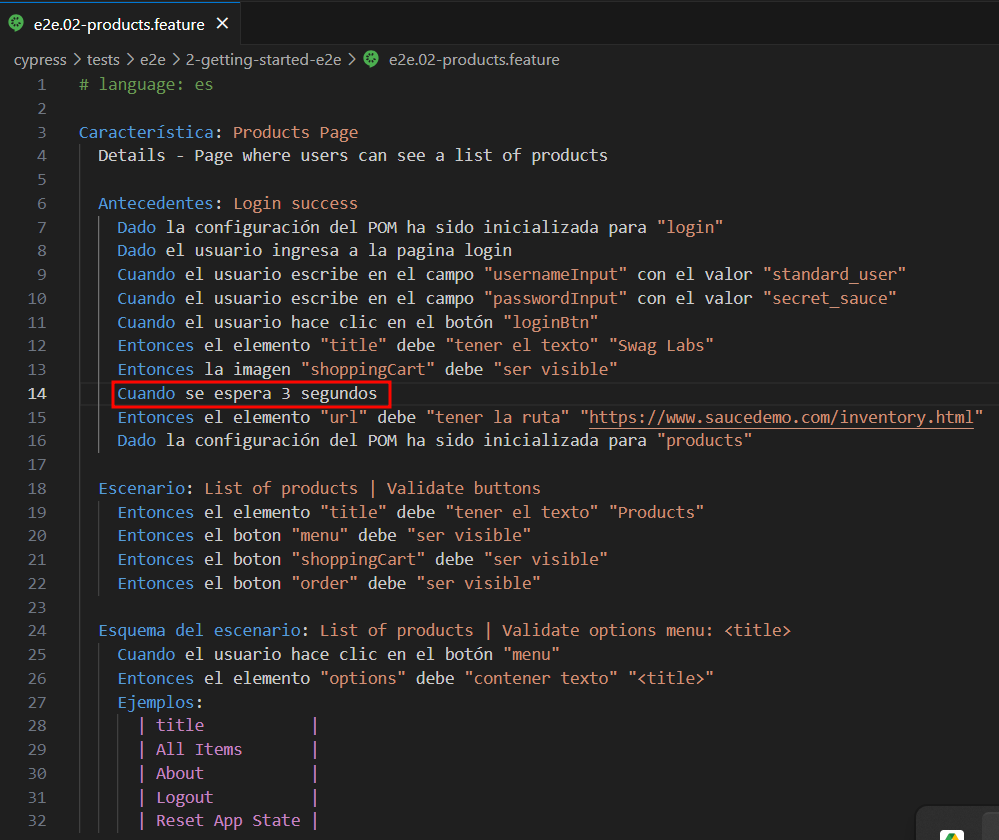 e2e.02-products.feature
cypress > tests > e2e > 2-getting-started-e2e > e2e.02-products.feature
1 # language: es
2
3 Característica: Products Page
4 Details - Page where users can see a list of products
5
6 Antecedentes: Login success
7 Dado la configuración del POM ha sido inicializada para "login"
8 Dado el usuario ingresa a la pagina login
9 Cuando el usuario escribe en el campo "usernameInput" con el valor "standard_user"
10 Cuando el usuario escribe en el campo "passwordInput" con el valor "secret_sauce"
11 Cuando el usuario hace clic en el botón "loginBtn"
12 Entonces el elemento "title" debe "tener el texto" "Swag Labs"
13 Entonces la imagen "shoppingCart" debe "ser visible"
14 Cuando se espera 3 segundos
15 Entonces el elemento "url" debe "tener la ruta" "https://www.saucedemo.com/inventory.html"
16 Dado la configuración del POM ha sido inicializada para "products"
17
18 Escenario: List of products | Validate buttons
19 Entonces el elemento "title" debe "tener el texto" "Products"
20 Entonces el boton "menu" debe "ser visible"
21 Entonces el boton "shoppingCart" debe "ser visible"
22 Entonces el boton "order" debe "ser visible"
23
24 Esquema del escenario: List of products | Validate options menu: <title>
25 Cuando el usuario hace clic en el botón "menu"
26 Entonces el elemento "options" debe "contener texto" "<title>"
27 Ejemplos:
28 | title |
29 | All Items |
30 | About |
31 | Logout |
32 | Reset App State |